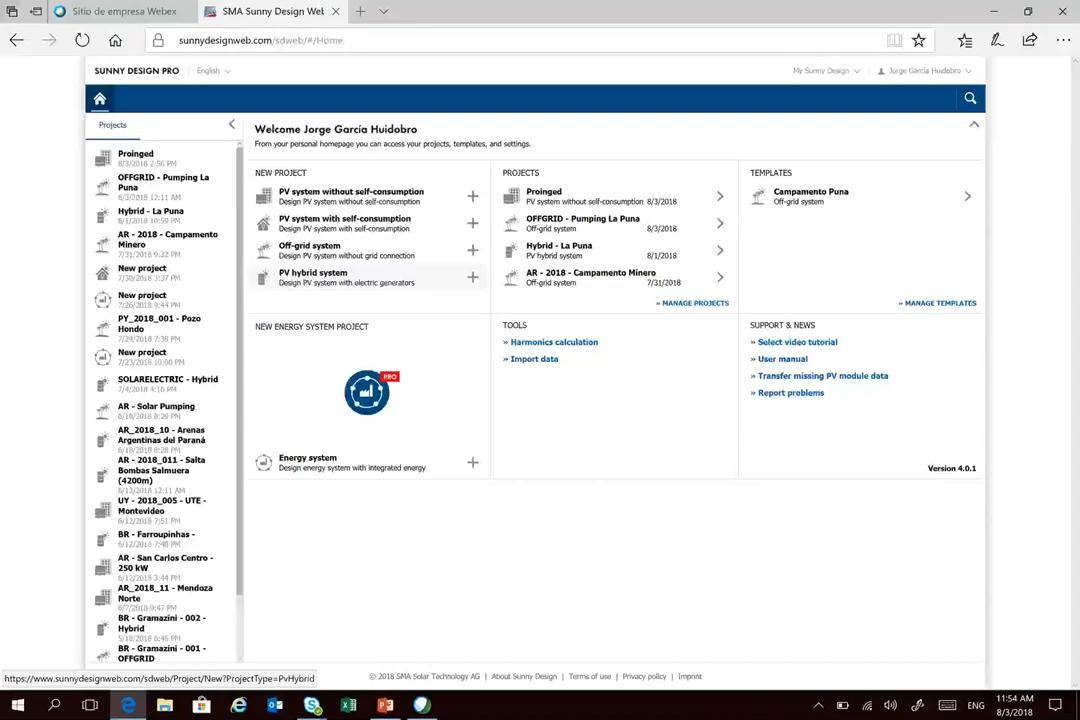 Sitio de empresa Webex
SMA Sunny Design Wel
sunnydesignweb.com/sdweb/#/Home
SUNNY DESIGN PRO
English
My Sunny Design
Jorge García Huidobro
Projects
Proinged
8/3/2018 2:56 PM
OFFGRID - Pumping La
Puna
8/3/2018 12:11 AM
Hybrid - La Puna
8/1/2018 10:59 PM
AR - 2018 - Campamento
Minero
7/31/2018 9:32 PM
New project
7/30/2018 3:37 PM
New project
7/26/2018 9:44 PM
PY_2018_001 - Pozo
Hondo
7/24/2018 7:38 PM
New project
7/23/2018 10:00 PM
SOLARELECTRIC - Hybrid
7/4/2018 4:16 PM
AR - Solar Pumping
6/18/2018 8:29 PM
AR_2018_10 - Arenas
Argentinas del Paraná
6/18/2018 8:28 PM
AR - 2018_011 - Salta
Bombas Salmuera
(4200m)
6/13/2018 12:11 AM
UY - 2018_005 - UTE -
Montevideo
6/12/2018 7:51 PM
BR - Farroupinhas -
6/12/2018 7:48 PM
AR - San Carlos Centro -
250 kW
6/12/2018 3:44 PM
AR_2018_11 - Mendoza
Norte
6/7/2018 9:47 PM
BR - Gramazini - 002 -
Hybrid
5/18/2018 6:46 PM
BR - Gramazini - 001 -
OFFGRID
Welcome Jorge García Huidobro
From your personal homepage you can access your projects, templates, and settings.
NEW PROJECT
PV system without self-consumption
Design PV system without self-consumption
PV system with self-consumption
Design PV system with self-consumption
Off-grid system
Design PV system without grid connection
PV hybrid system
Design PV system with electric generators
PROJECTS
Proinged
PV system without self-consumption 8/3/2018
OFFGRID - Pumping La Puna
Off-grid system 8/3/2018
Hybrid - La Puna
PV hybrid system 8/1/2018
AR - 2018 - Campamento Minero
Off-grid system 7/31/2018
» MANAGE PROJECTS
TEMPLATES
Campamento Puna
Off-grid system
» MANAGE TEMPLATES
NEW ENERGY SYSTEM PROJECT
PRO
Energy system
Design energy system with integrated energy
TOOLS
» Harmonics calculation
» Import data
SUPPORT & NEWS
» Select video tutorial
» User manual
» Transfer missing PV module data
» Report problems
Version 4.0.1
https://www.sunnydesignweb.com/sdweb/Project/New?ProjectType=PvHybrid
© 2018 SMA Solar Technology AG | About Sunny Design | Terms of use | Privacy policy | Imprint
ENG
11:54 AM
8/3/2018